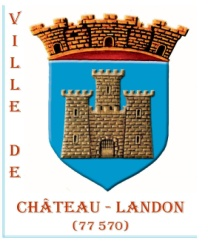 VILLE DE
CHÂTEAU - LANDON
(77 570)